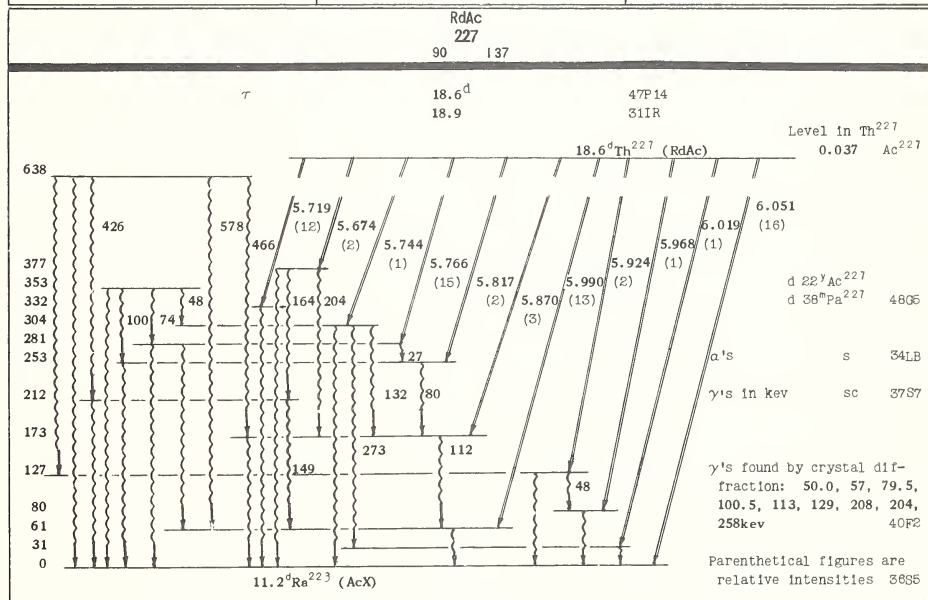 RdAc
227
90 137
τ 18.6ᵈ 47P14
18.9 31IR
Level in Th²²⁷
0.037 Ac²²⁷
18.6ᵈTh²²⁷ (RdAc)
638
377
353
332
304
281
253
212
173
127
80
61
31
0
426
578
466
5.719
(12)
5.674
(2)
5.744
(1)
5.766
(15)
5.817
(2)
5.870
(3)
5.990
(13)
5.924
(2)
5.968
(1)
6.019
(1)
6.051
(16)
48
100 74
164 204
27
132 80
273 112
149
48
d 22ʸAc²²⁷
d 38ᵐPa²²⁷ 48G5
α's s 34LB
γ's in kev sc 37S7
γ's found by crystal dif-
fraction: 50.0, 57, 79.5,
100.5, 113, 129, 208, 204,
258kev 40F2
Parenthetical figures are
relative intensities 36S5
11.2ᵈRa²²³ (AcX)